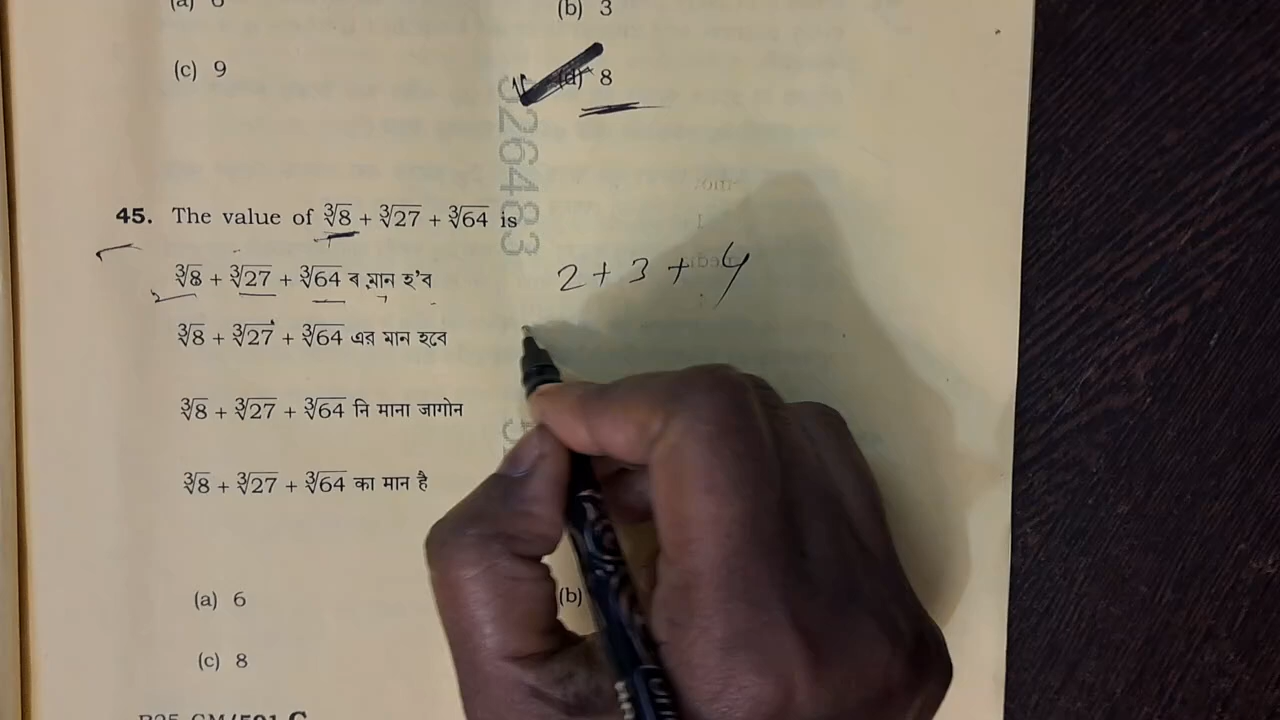 (b) 3
(c) 9
(d) 8
326483
45. The value of ∛8 + ∛27 + ∛64 is
∛8 + ∛27 + ∛64 ৰ মান হ'ব
2 + 3 + 4
∛8 + ∛27 + ∛64 এর মান হবে
∛8 + ∛27 + ∛64 नि माना जागोन
∛8 + ∛27 + ∛64 का मान है
(a) 6
(b)
(c) 8